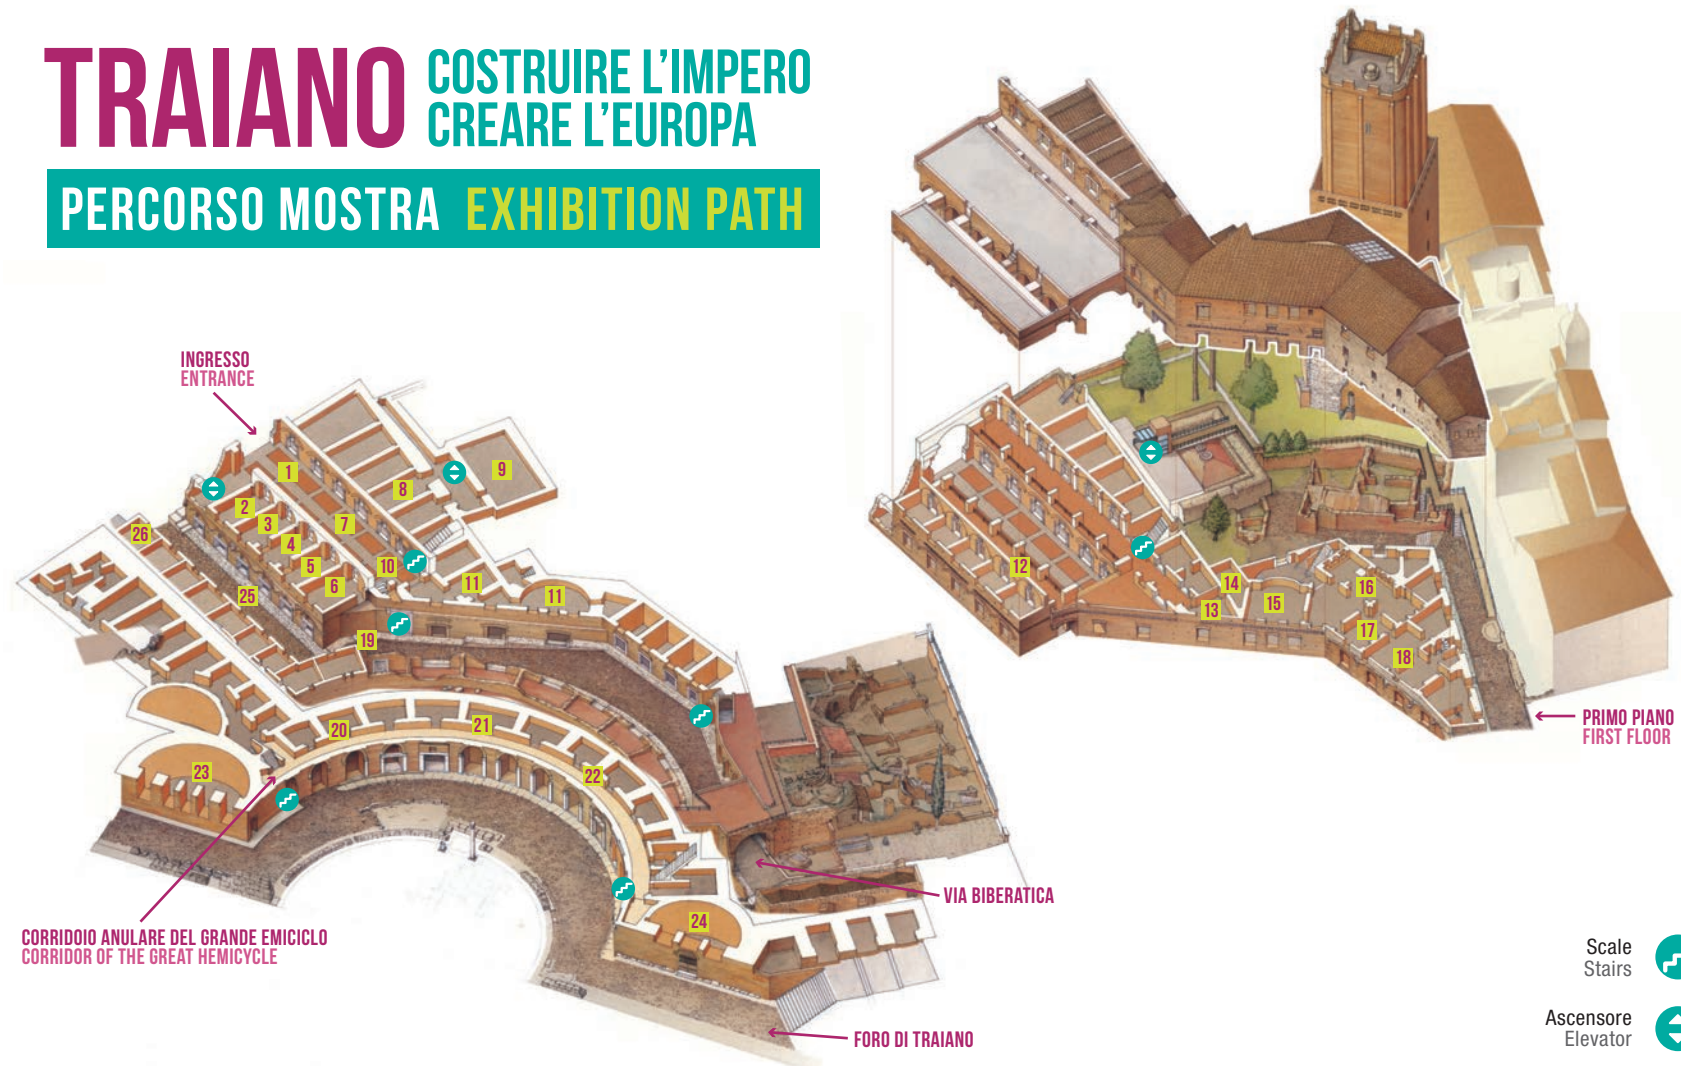 TRAIANO
COSTRUIRE L'IMPERO
CREARE L'EUROPA
PERCORSO MOSTRA EXHIBITION PATH
INGRESSO
ENTRANCE
1
2
3
4
5
6
7
8
9
10
11
11
26
25
19
20
21
22
23
24
12
13
14
15
16
17
18
PRIMO PIANO
FIRST FLOOR
VIA BIBERATICA
CORRIDOIO ANULARE DEL GRANDE EMICICLO
CORRIDOR OF THE GREAT HEMICYCLE
FORO DI TRAIANO
Scale
Stairs
Ascensore
Elevator